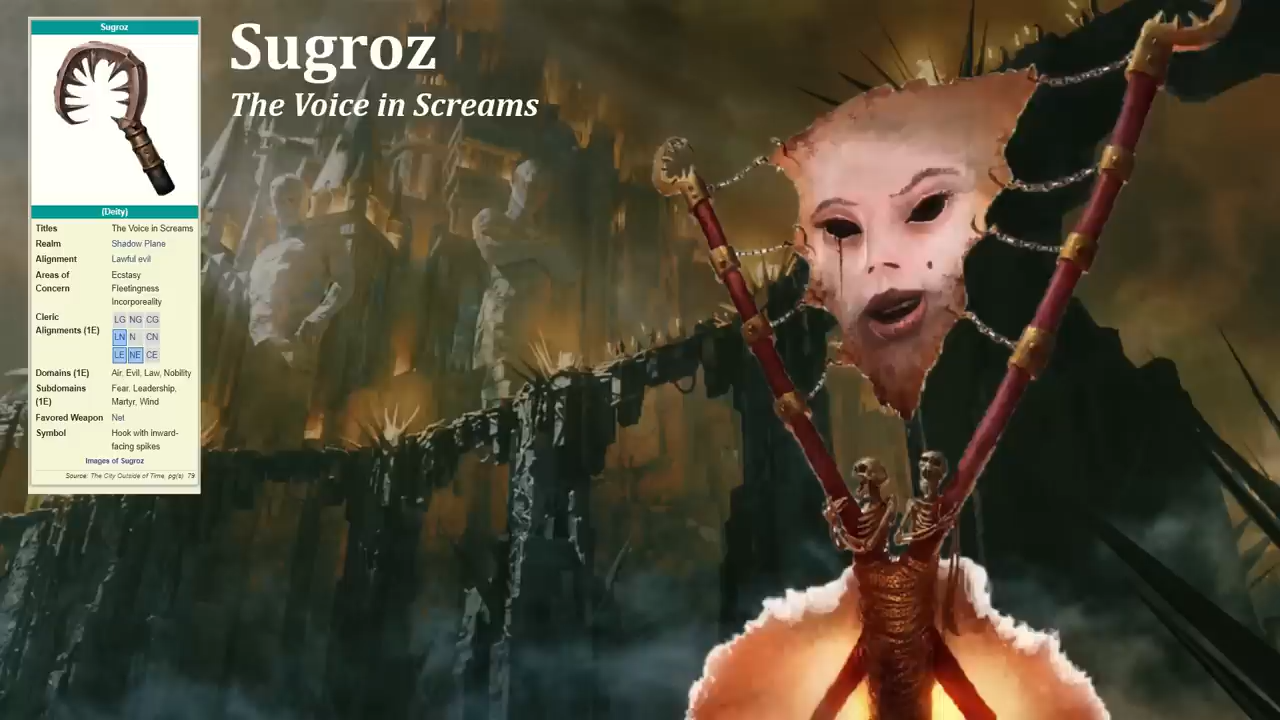 Sugroz
The Voice in Screams
Sugroz
(Deity)
Titles The Voice in Screams
Realm Shadow Plane
Alignment Lawful evil
Areas of Ecstasy
Concern Fleetingness
Incorporeality
Cleric LG NG CG
Alignments (1E)
LN N CN
LE NE CE
Domains (1E) Air, Evil, Law, Nobility
Subdomains Fear, Leadership,
(1E) Martyr, Wind
Favored Weapon Net
Symbol Hook with inward-
facing spikes
Images of Sugroz
Source: The City Outside of Time, pg(s) 79